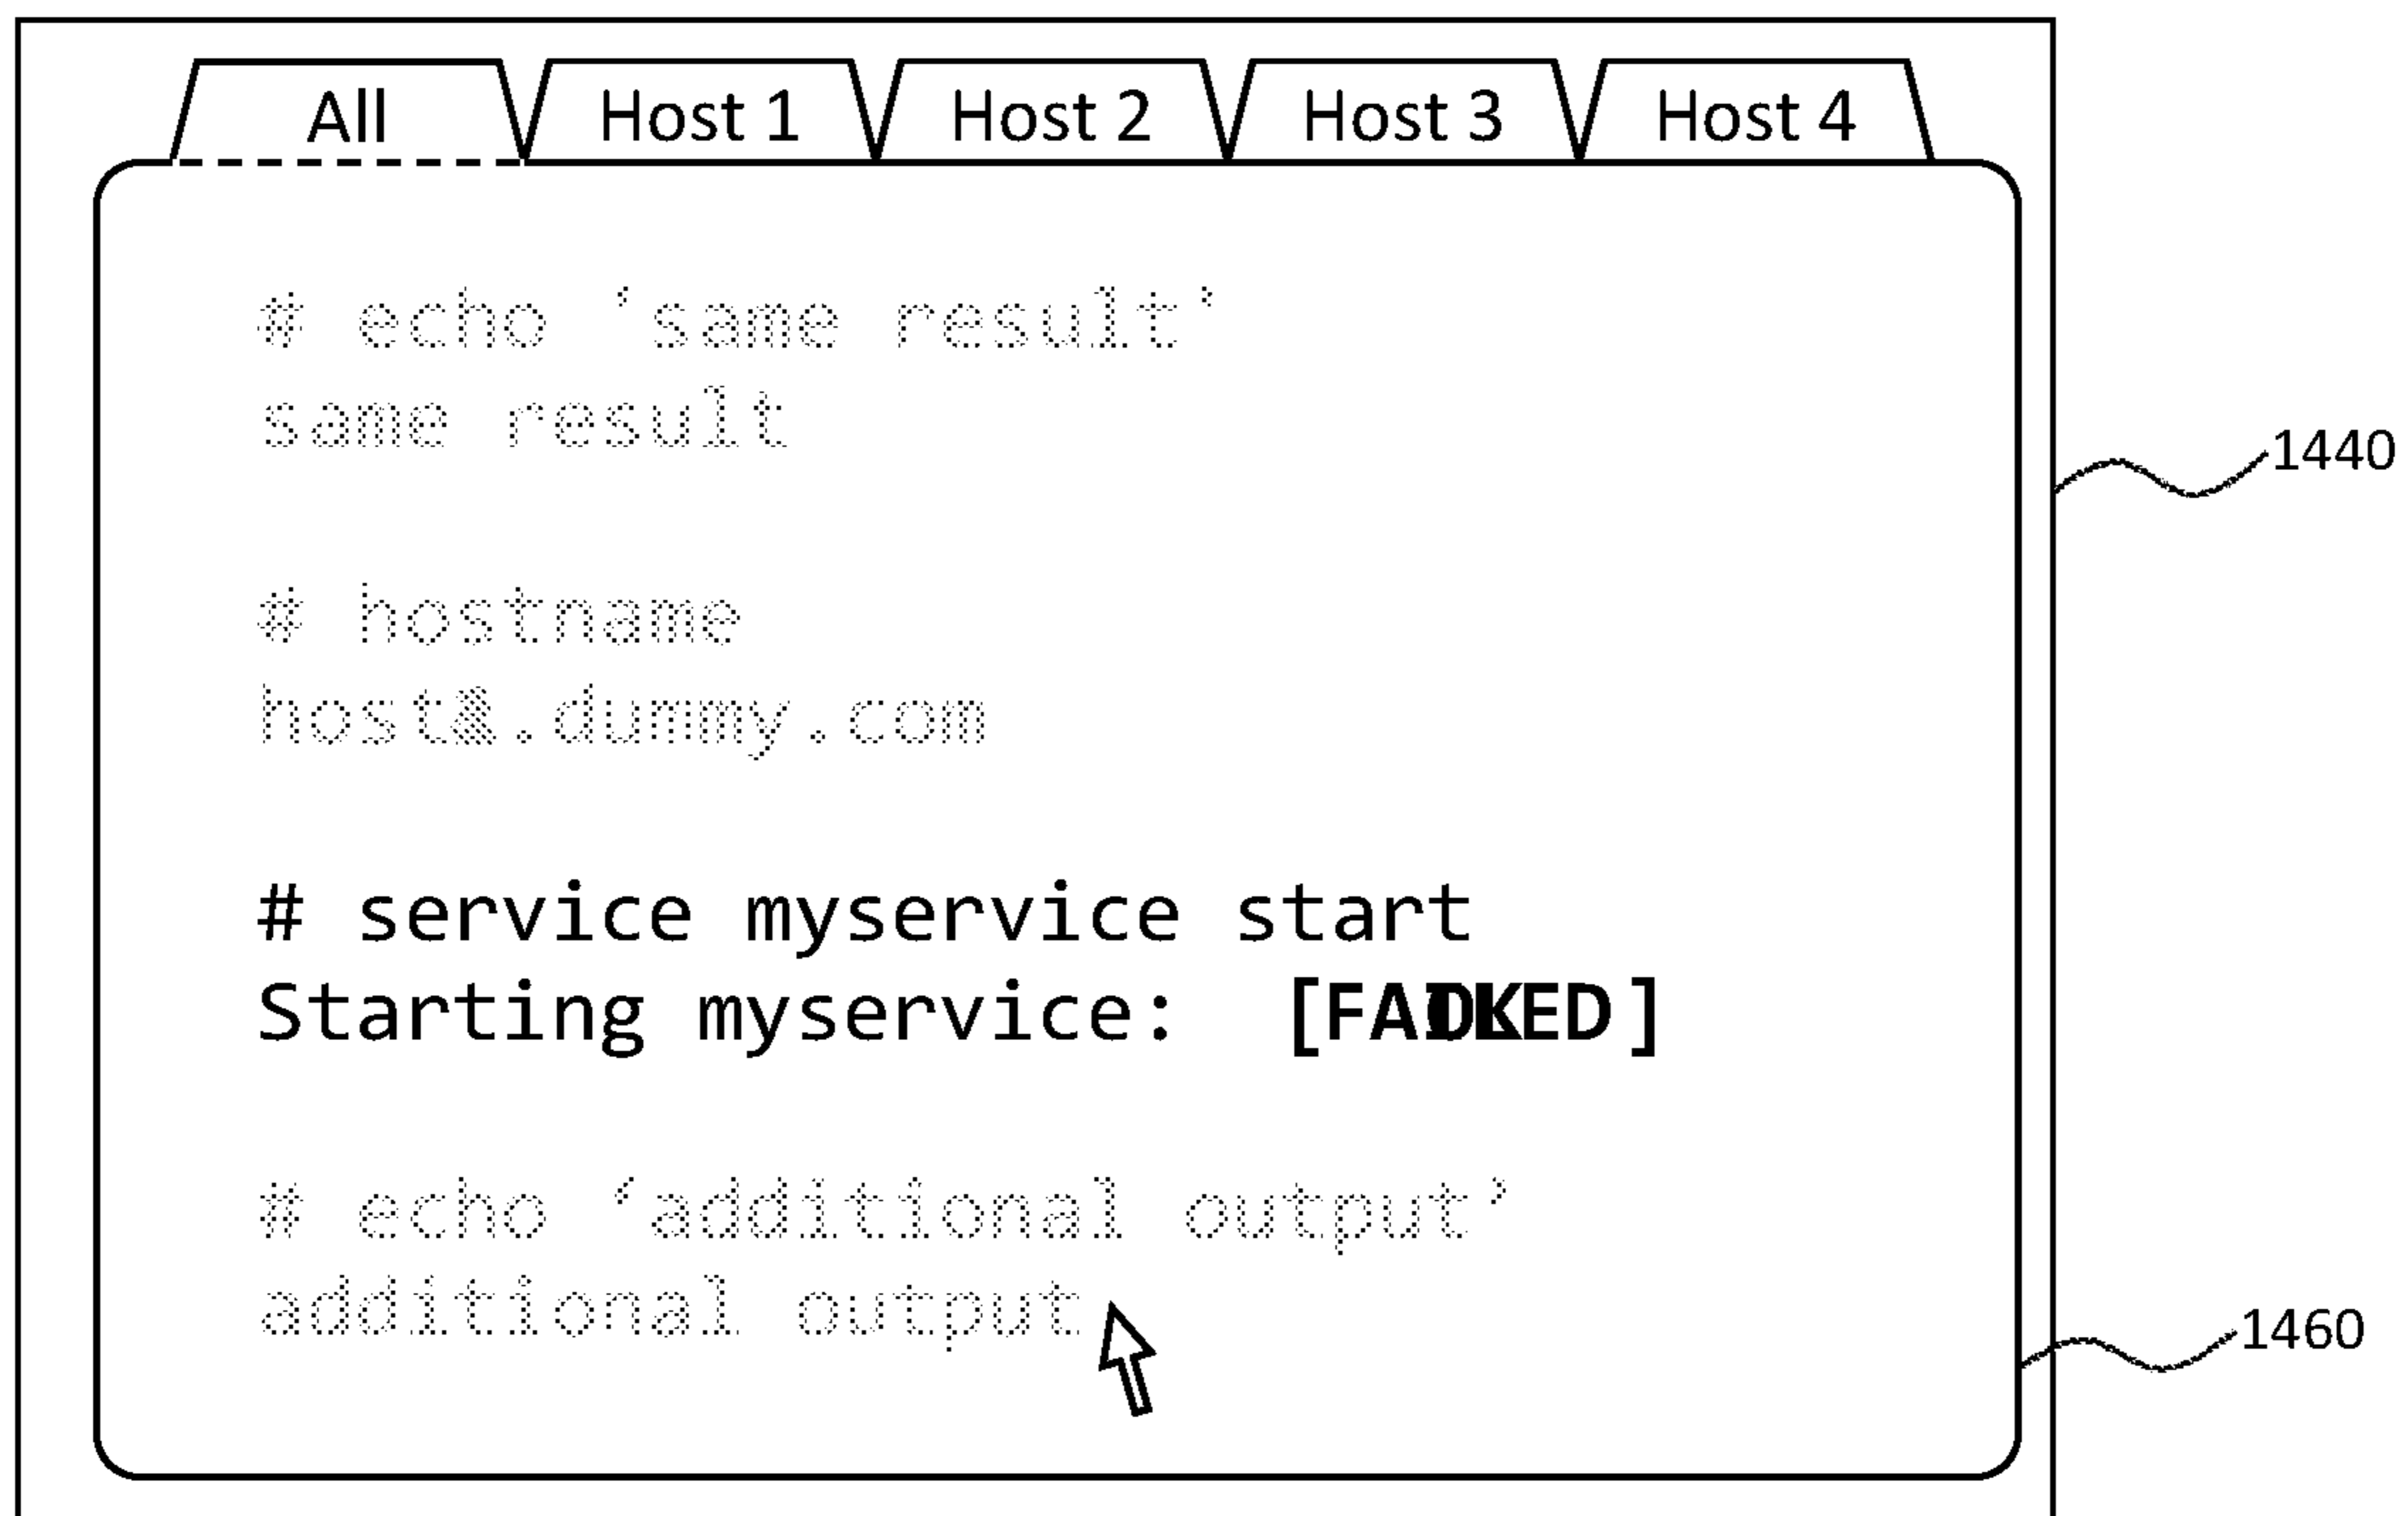 All Host 1 Host 2 Host 3 Host 4
# echo ‘same result’
same result
1440
# hostname
.dummy.com
# service myservice start
Starting myservice:
# echo ‘additional output’
additional output
1460